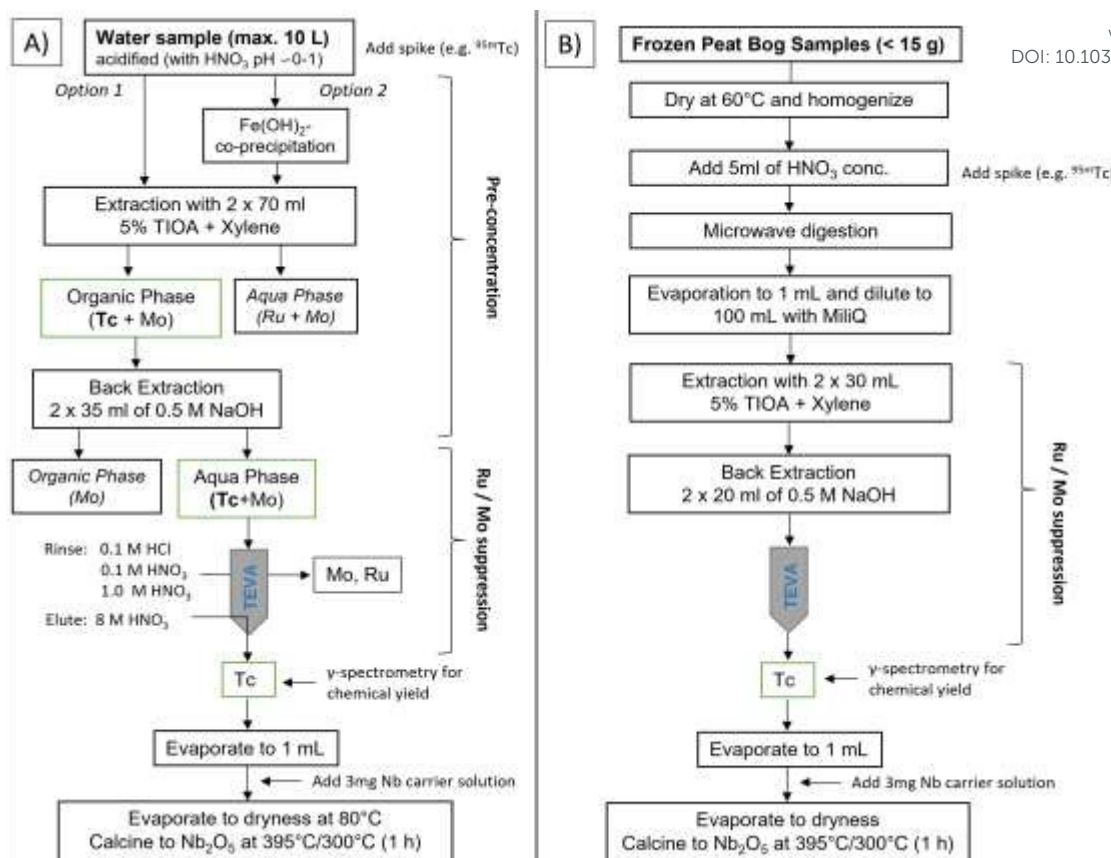 A)
Water sample (max. 10 L)
acidified (with HNO₃ pH ~0-1)
Add spike (e.g. ⁹⁵ᵐTc)
Option 1
Option 2
Fe(OH)₂-
co-precipitation
Extraction with 2 x 70 ml
5% TIOA + Xylene
Organic Phase
(Tc + Mo)
Aqua Phase
(Ru + Mo)
Back Extraction
2 x 35 ml of 0.5 M NaOH
Pre-concentration
Organic Phase
(Mo)
Aqua Phase
(Tc+Mo)
Rinse: 0.1 M HCl
0.1 M HNO₃
1.0 M HNO₃
Elute: 8 M HNO₃
TEVA
Mo, Ru
Ru / Mo suppression
Tc
γ-spectrometry for
chemical yield
Evaporate to 1 mL
Add 3mg Nb carrier solution
Evaporate to dryness at 80°C
Calcine to Nb₂O₅ at 395°C/300°C (1 h)
B)
Frozen Peat Bog Samples (< 15 g)
DOI: 10.103
Dry at 60°C and homogenize
Add 5ml of HNO₃ conc.
Add spike (e.g. ⁹⁵ᵐTc)
Microwave digestion
Evaporation to 1 mL and dilute to
100 mL with MiliQ
Extraction with 2 x 30 mL
5% TIOA + Xylene
Back Extraction
2 x 20 ml of 0.5 M NaOH
TEVA
Ru / Mo suppression
Tc
γ-spectrometry for
chemical yield
Evaporate to 1 mL
Add 3mg Nb carrier solution
Evaporate to dryness
Calcine to Nb₂O₅ at 395°C/300°C (1 h)